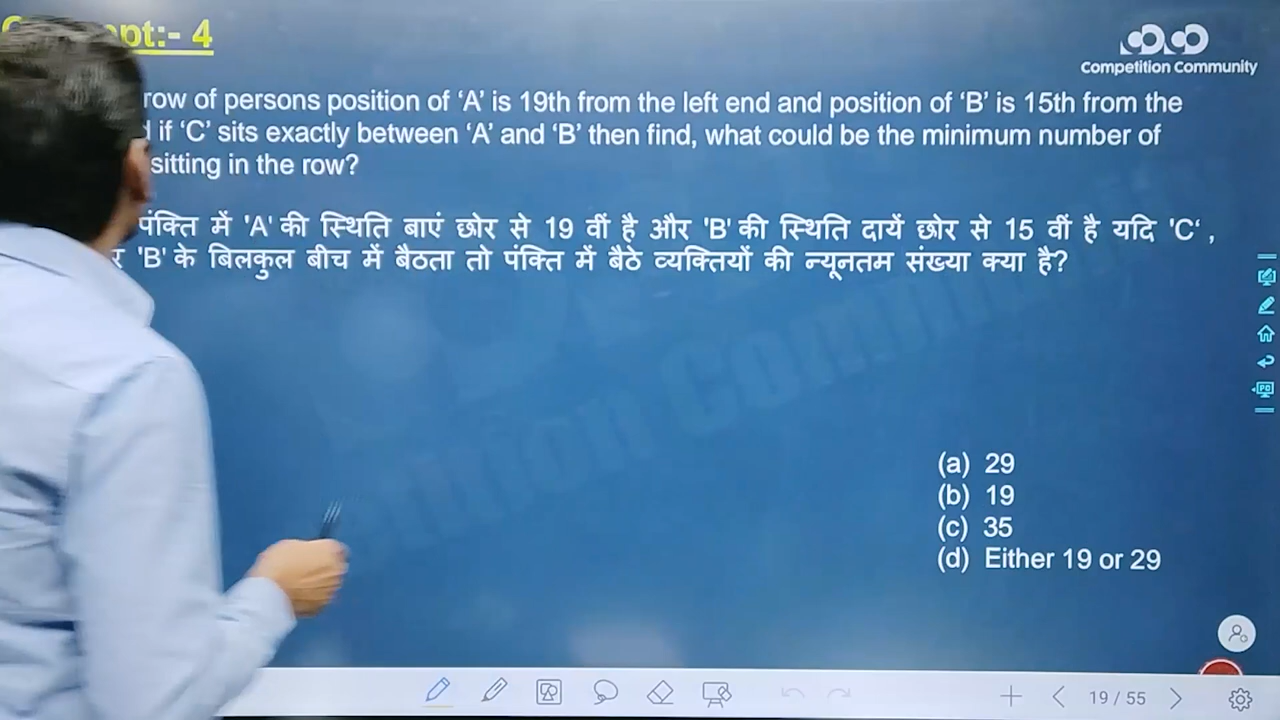 pt:- 4
Competition Community
row of persons position of ‘A’ is 19th from the left end and position of ‘B’ is 15th from the
if ‘C’ sits exactly between ‘A’ and ‘B’ then find, what could be the minimum number of
sitting in the row?
पंक्ति में 'A' की स्थिति बाएं छोर से 19 वीं है और 'B' की स्थिति दायें छोर से 15 वीं है यदि 'C‘ ,
'B' के बिलकुल बीच में बैठता तो पंक्ति में बैठे व्यक्तियों की न्यूनतम संख्या क्या है?
(a) 29
(b) 19
(c) 35
(d) Either 19 or 29
19 / 55